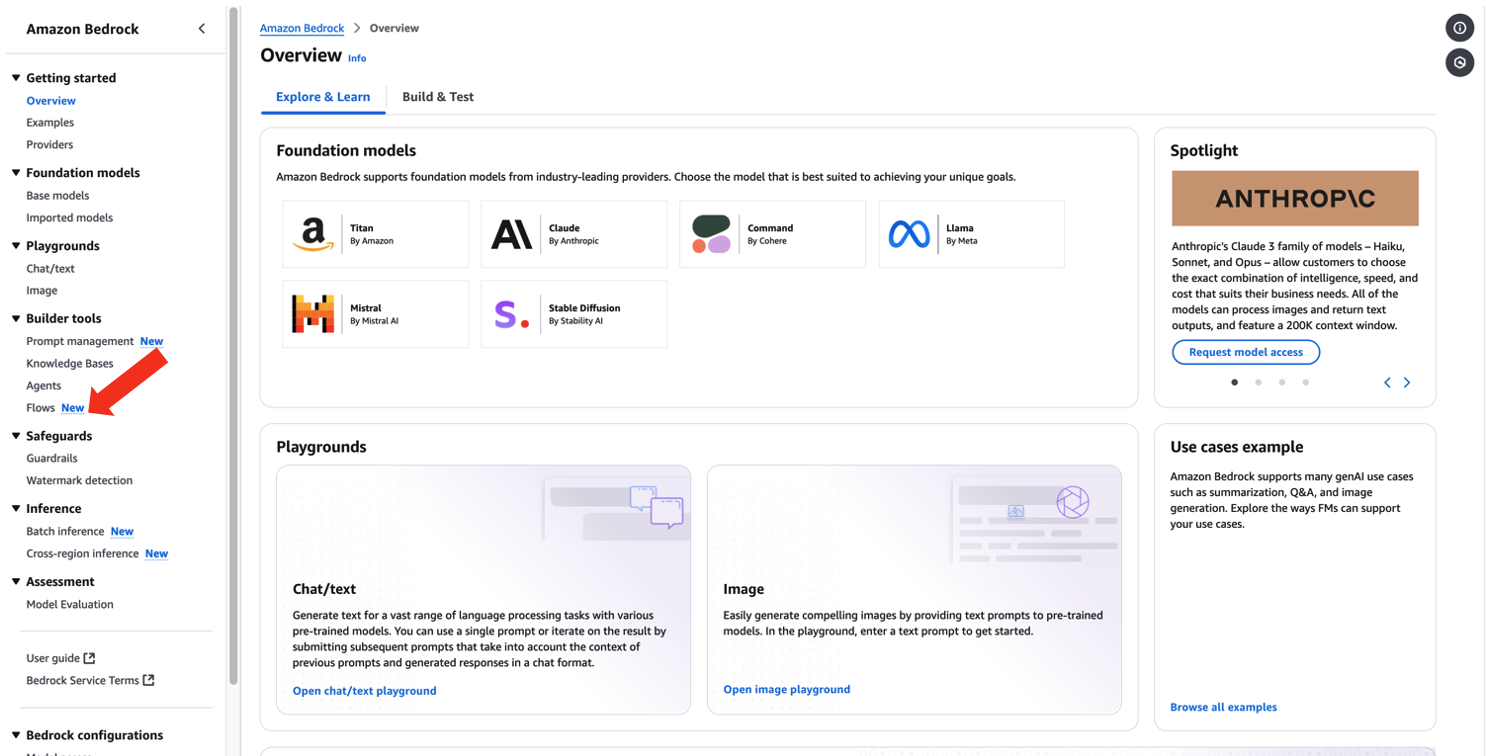 Amazon Bedrock
Getting started
Overview
Examples
Providers
Foundation models
Base models
Imported models
Playgrounds
Chat/text
Image
Builder tools
Prompt management New
Knowledge Bases
Agents
Flows New
Safeguards
Guardrails
Watermark detection
Inference
Batch inference New
Cross-region inference New
Assessment
Model Evaluation
User guide
Bedrock Service Terms
Bedrock configurations
Amazon Bedrock > Overview
Overview Info
Explore & Learn
Build & Test
Foundation models
Amazon Bedrock supports foundation models from industry-leading providers. Choose the model that is best suited to achieving your unique goals.
a
Titan
By Amazon
A\
Claude
By Anthropic
Command
By Cohere
Llama
By Meta
Mistral
By Mistral AI
S.
Stable Diffusion
By Stability AI
Spotlight
ANTHROP\C
Anthropic's Claude 3 family of models – Haiku,
Sonnet, and Opus – allow customers to choose
the exact combination of intelligence, speed, and
cost that suits their business needs. All of the
models can process images and return text
outputs, and feature a 200K context window.
Request model access
Playgrounds
Chat/text
Generate text for a vast range of language processing tasks with various
pre-trained models. You can use a single prompt or iterate on the result by
submitting subsequent prompts that take into account the context of
previous prompts and generated responses in a chat format.
Open chat/text playground
Image
Easily generate compelling images by providing text prompts to pre-trained
models. In the playground, enter a text prompt to get started.
Open image playground
Use cases example
Amazon Bedrock supports many genAI use cases
such as summarization, Q&A, and image
generation. Explore the ways FMs can support
your use cases.
Browse all examples